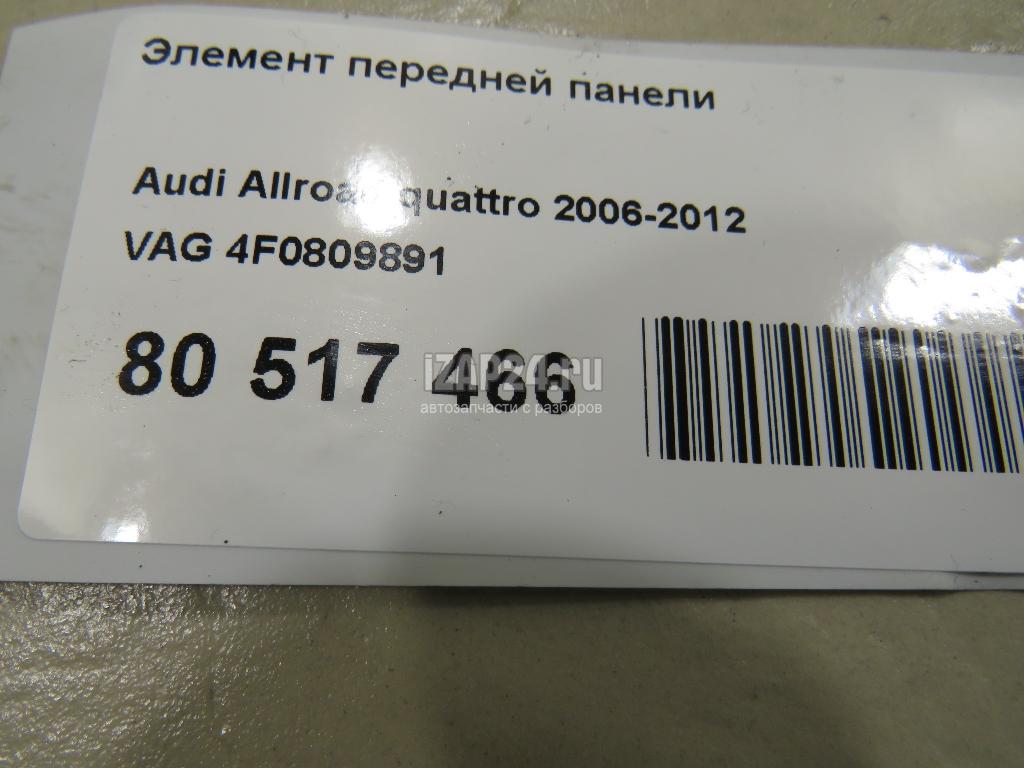 Элемент передней панели
Audi Allroad quattro 2006-2012
VAG 4F0809891
80 517 466
iZAP24.ru
автозапчасти с разборов